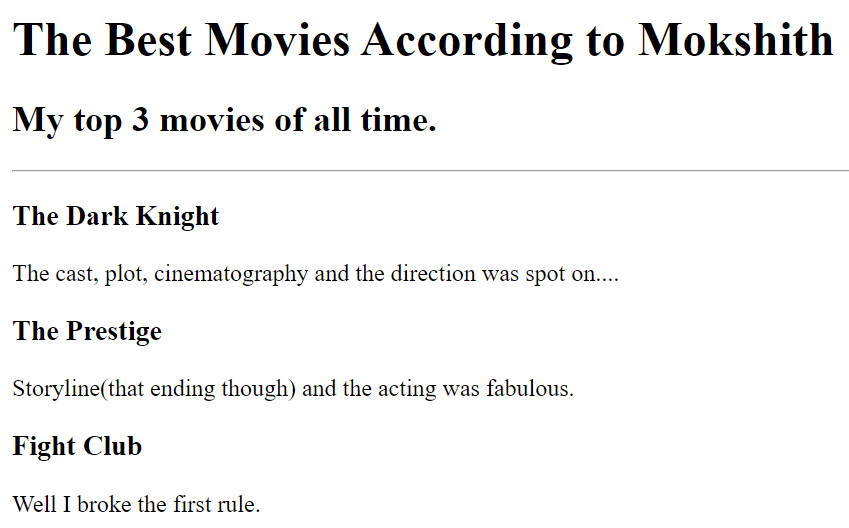 The Best Movies According to Mokshith
My top 3 movies of all time.
The Dark Knight
The cast, plot, cinematography and the direction was spot on....
The Prestige
Storyline(that ending though) and the acting was fabulous.
Fight Club
Well I broke the first rule.